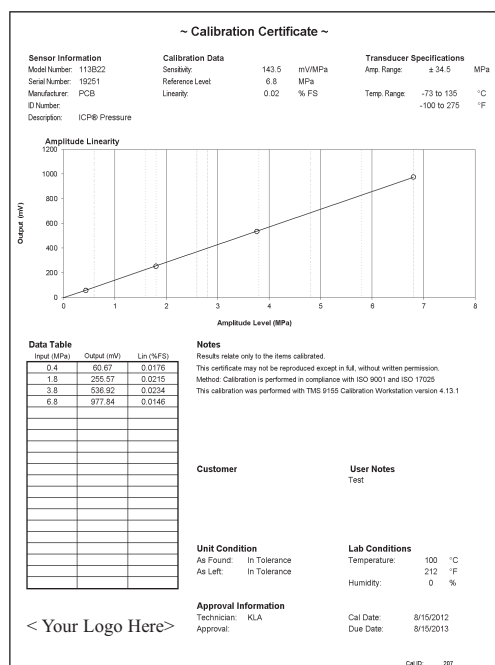 ~ Calibration Certificate ~
Sensor Information
Model Number: 113B22
Serial Number: 19251
Manufacturer: PCB
ID Number:
Description: ICP® Pressure
Calibration Data
Sensitivity: 143.5 mV/MPa
Reference Level: 6.8 MPa
Linearity: 0.02 % FS
Transducer Specifications
Amp. Range: ± 34.5 MPa
Temp. Range: -73 to 135 °C
-100 to 275 °F
Amplitude Linearity
1200
1000
800
600
400
200
0
Output (mV)
0 1 2 3 4 5 6 7 8
Amplitude Level (MPa)
Data Table
Input (MPa) Output (mV) Lin (%FS)
0.4 60.67 0.0176
1.8 255.57 0.0215
3.8 536.92 0.0234
6.8 977.84 0.0146
Notes
Results relate only to the items calibrated.
This certificate may not be reproduced except in full, without written permission.
Method: Calibration is performed in compliance with ISO 9001 and ISO 17025
This calibration was performed with TMS 9155 Calibration Workstation version 4.13.1
Customer
User Notes
Test
Unit Condition
As Found: In Tolerance
As Left: In Tolerance
Lab Conditions
Temperature: 100 °C
212 °F
Humidity: 0 %
Approval Information
Technician: KLA
Approval:
Cal Date: 8/15/2012
Due Date: 8/15/2013
< Your Logo Here>
Cal ID: 207